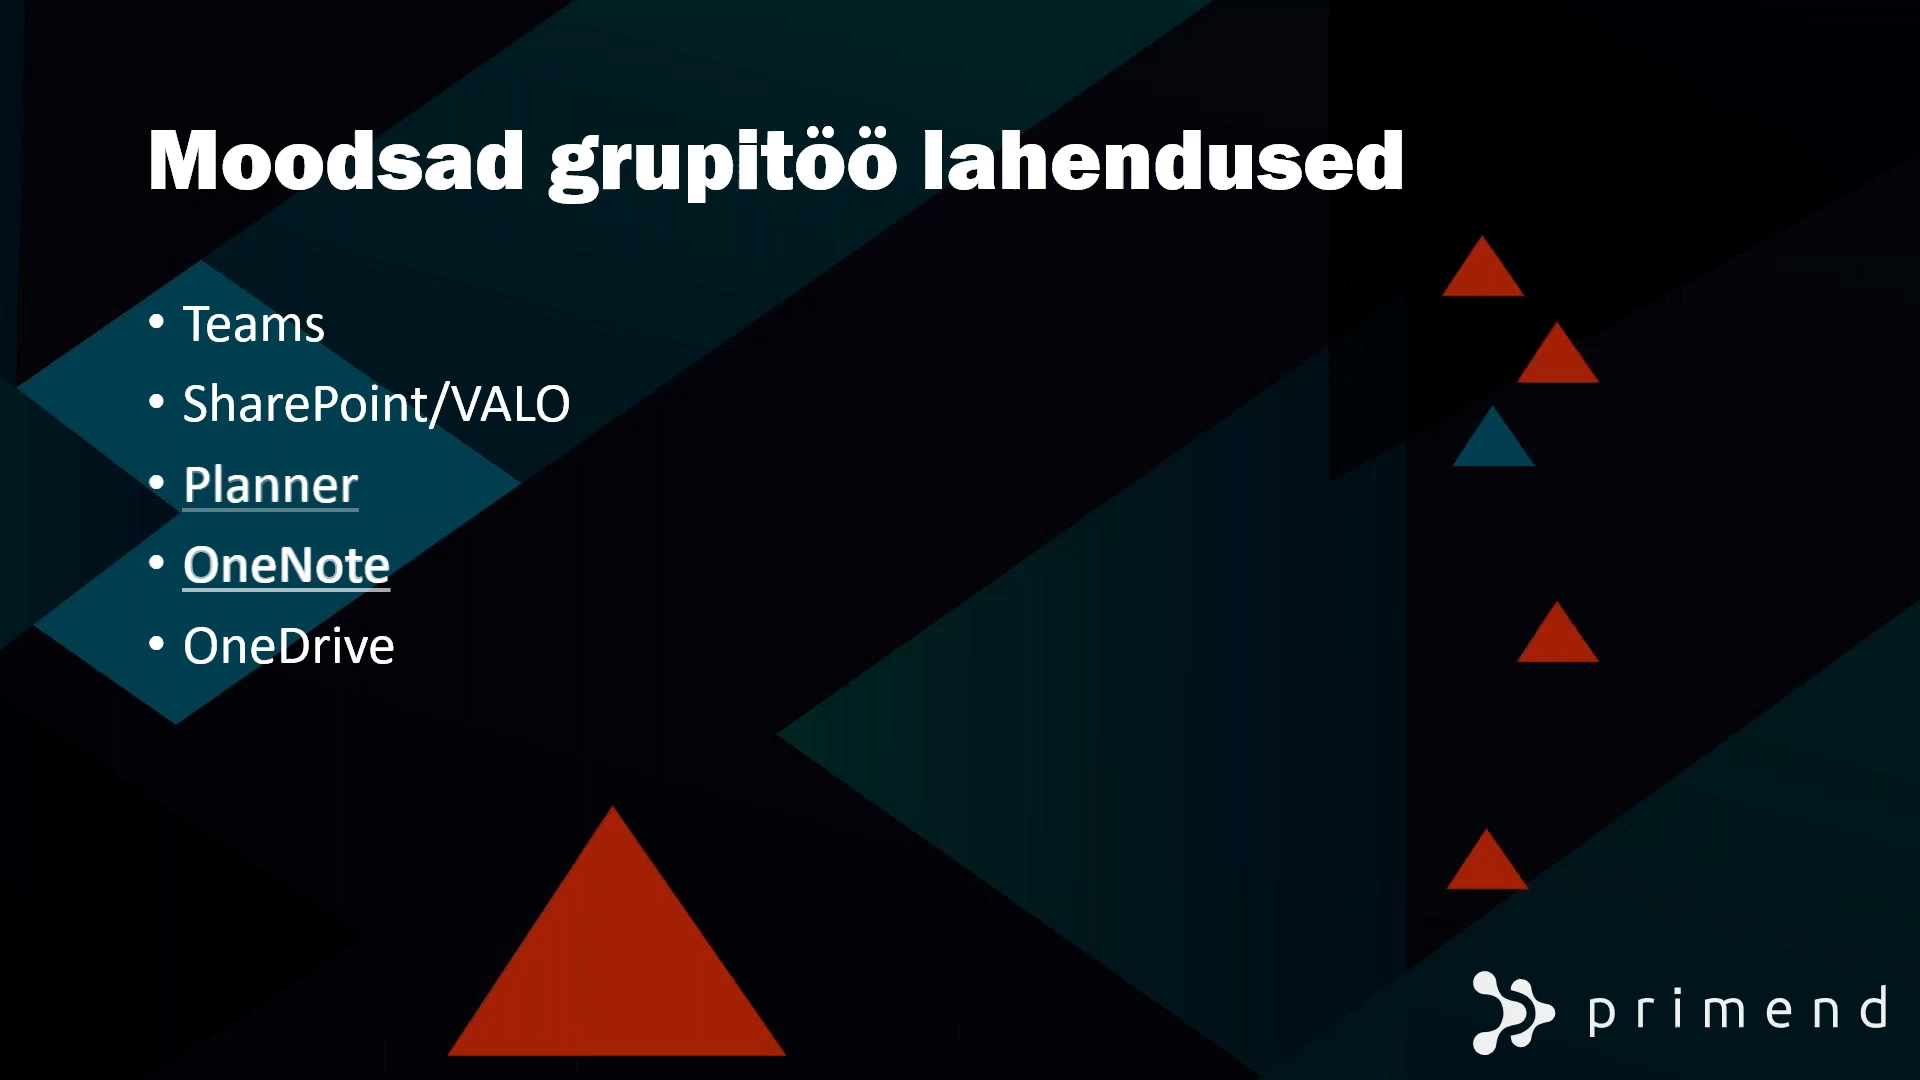 Moodsad grupitöö lahendused
• Teams
• SharePoint/VALO
• Planner
• OneNote
• OneDrive
primend